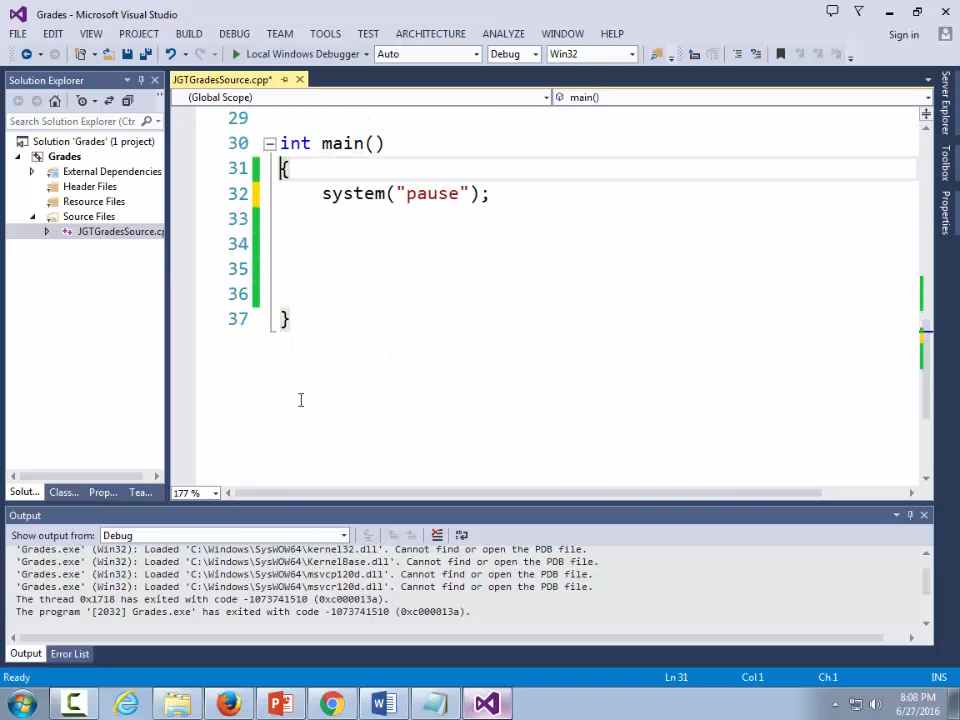 Grades - Microsoft Visual Studio
FILE EDIT VIEW PROJECT BUILD DEBUG TEAM TOOLS TEST ARCHITECTURE ANALYZE WINDOW HELP Sign in
Local Windows Debugger Auto Debug Win32
Solution Explorer
Search Solution Explorer (Ctr
Solution 'Grades' (1 project)
Grades
External Dependencies
Header Files
Resource Files
Source Files
JGTGradesSource.cp
Solut... Class... Prop... Tea...
JGTGradesSource.cpp*
(Global Scope) main()
29
30 int main()
31 {
32 system("pause");
33
34
35
36
37 }
177 %
Server Explorer
Toolbox
Properties
Output
Show output from: Debug
'Grades.exe' (Win32): Loaded 'C:\Windows\SysWOW64\kernel32.dll'. Cannot find or open the PDB file.
'Grades.exe' (Win32): Loaded 'C:\Windows\SysWOW64\KernelBase.dll'. Cannot find or open the PDB file.
'Grades.exe' (Win32): Loaded 'C:\Windows\SysWOW64\msvcp120d.dll'. Cannot find or open the PDB file.
'Grades.exe' (Win32): Loaded 'C:\Windows\SysWOW64\msvcr120d.dll'. Cannot find or open the PDB file.
The thread 0x1718 has exited with code -1073741510 (0xc000013a).
The program '[2032] Grades.exe' has exited with code -1073741510 (0xc000013a).
Output Error List
Ready Ln 31 Col 1 Ch 1 INS
8:08 PM
6/27/2016